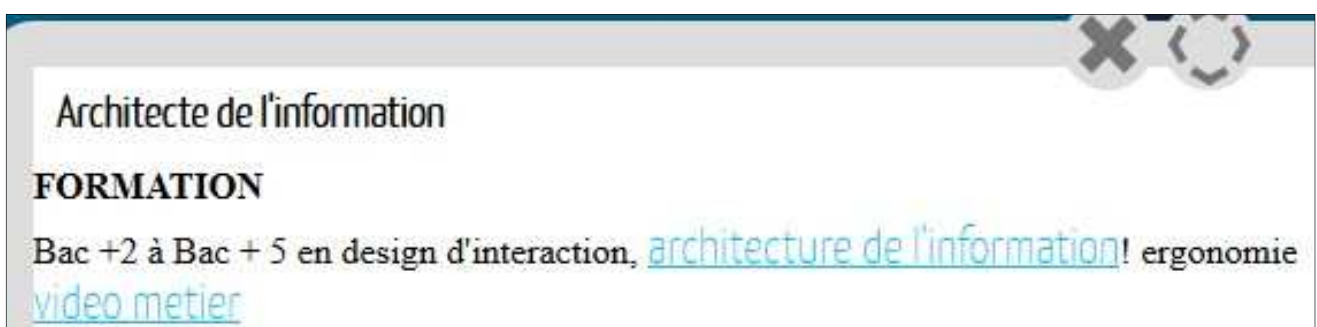 Architecte de l'information
FORMATION
Bac +2 à Bac + 5 en design d'interaction, architecture de l'information! ergonomie
video metier